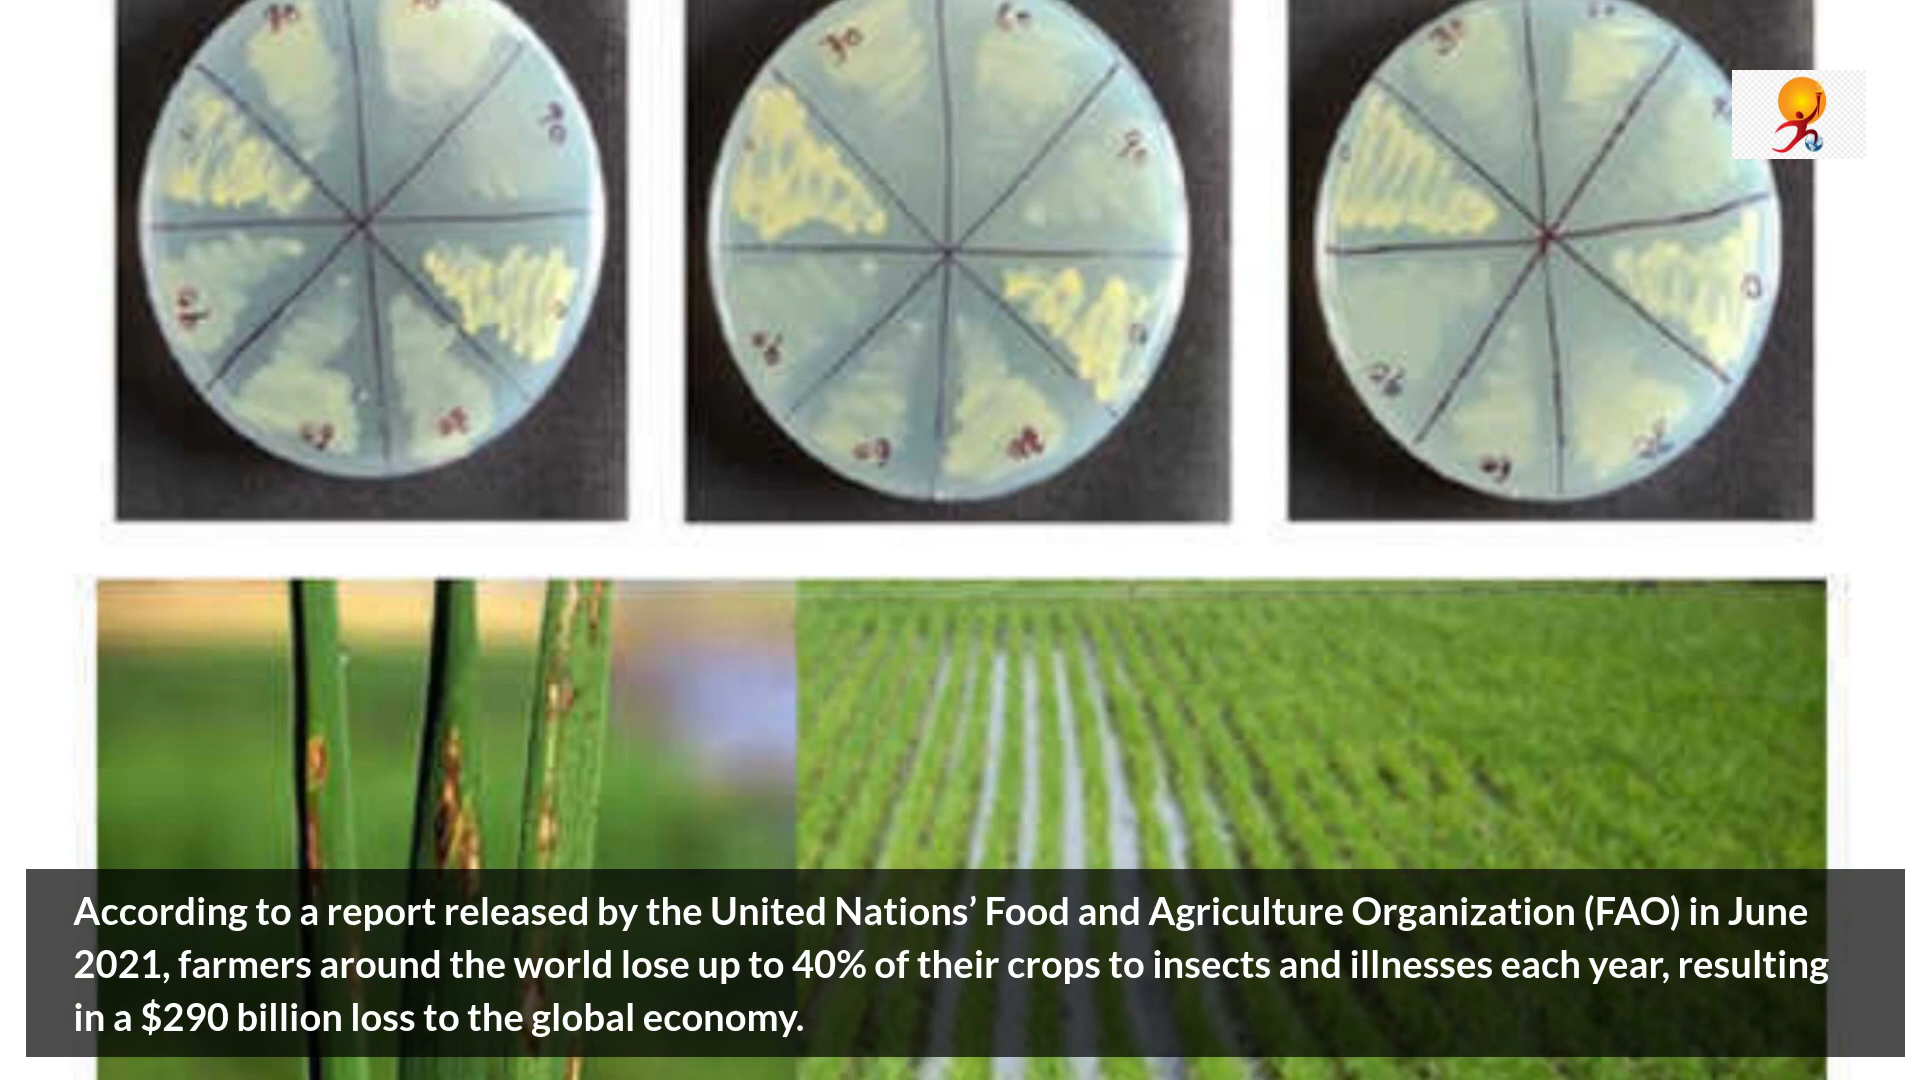 30
30
According to a report released by the United Nations’ Food and Agriculture Organization (FAO) in June
2021, farmers around the world lose up to 40% of their crops to insects and illnesses each year, resulting
in a $290 billion loss to the global economy.